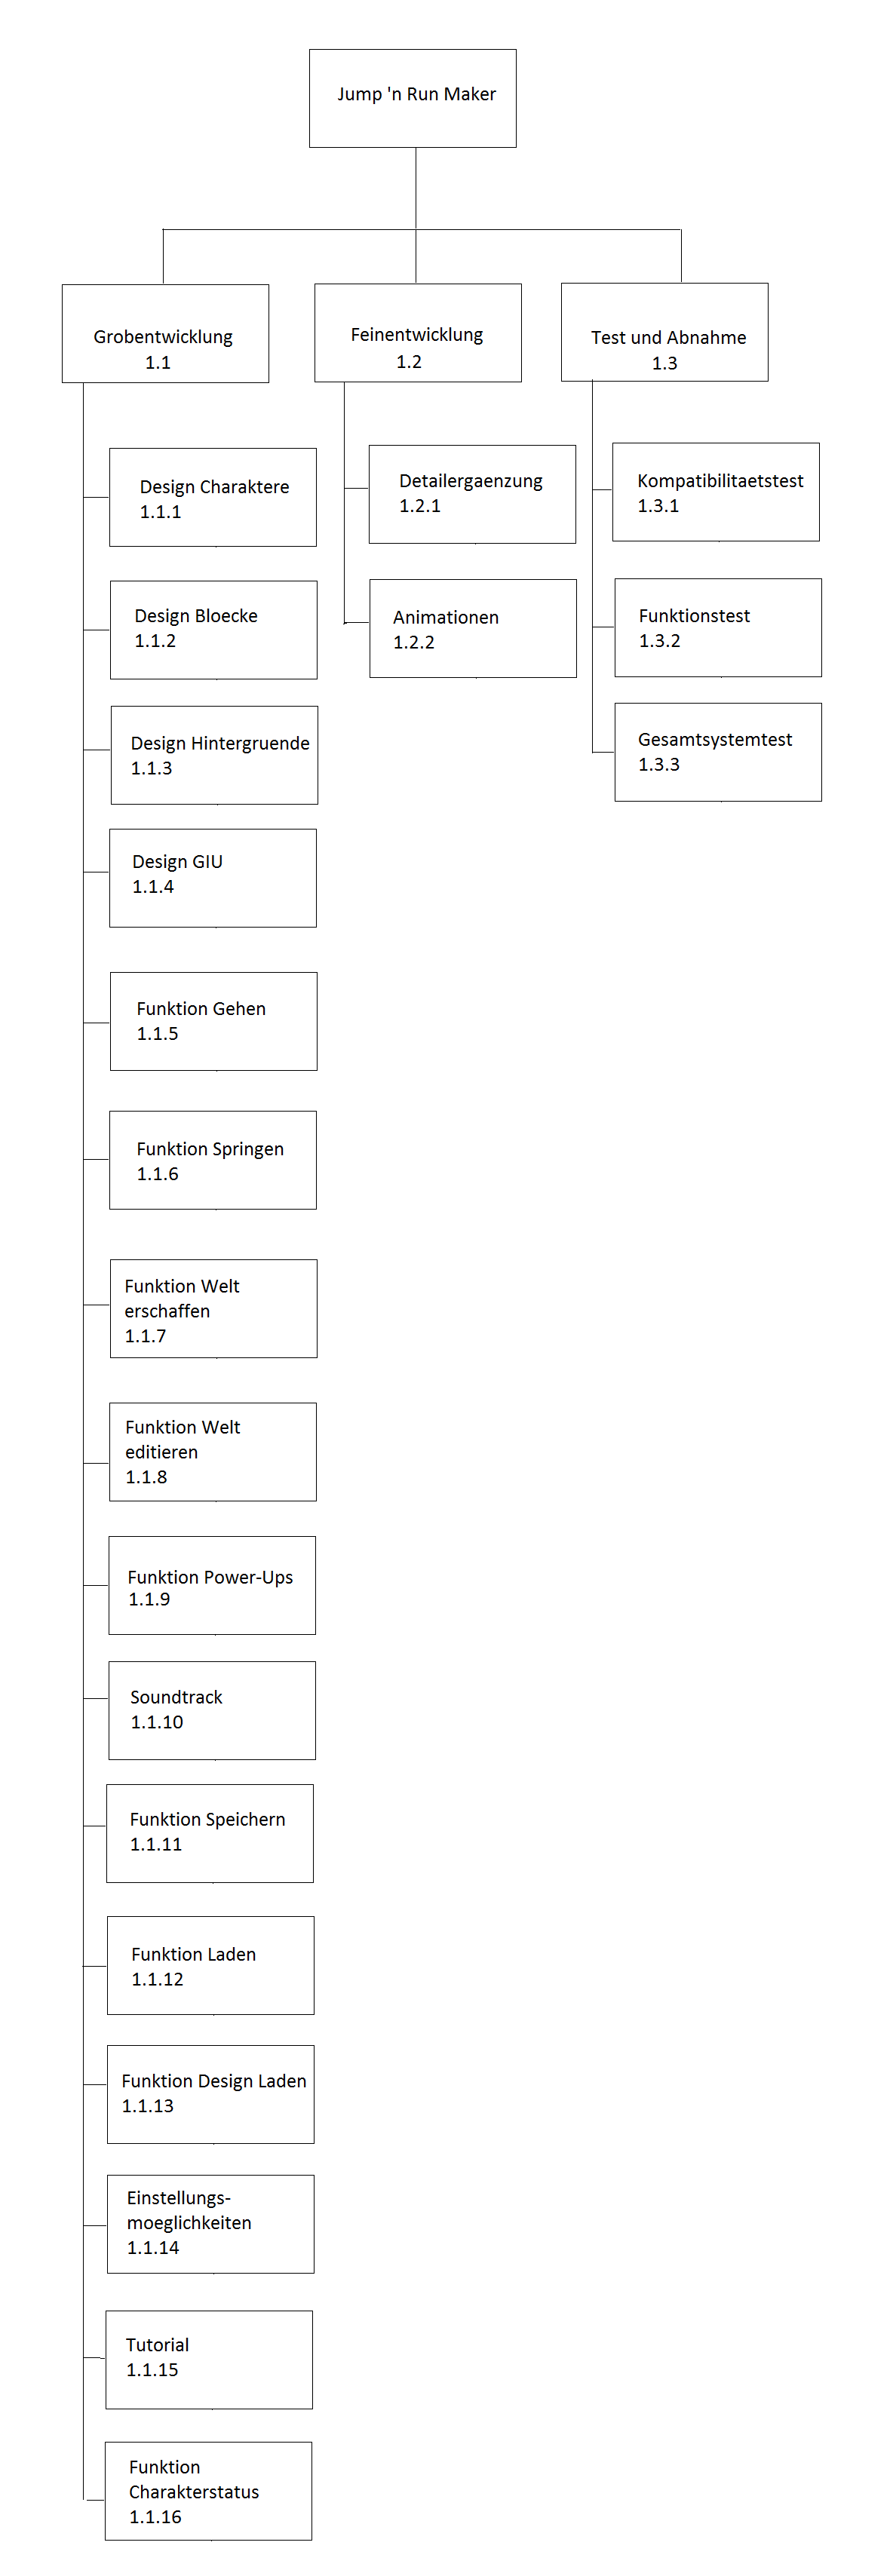 Jump 'n Run Maker
Grobentwicklung
1.1
Feinentwicklung
1.2
Test und Abnahme
1.3
Design Charaktere
1.1.1
Design Bloecke
1.1.2
Design Hintergruende
1.1.3
Design GIU
1.1.4
Funktion Gehen
1.1.5
Funktion Springen
1.1.6
Funktion Welt
erschaffen
1.1.7
Funktion Welt
editieren
1.1.8
Funktion Power-Ups
1.1.9
Soundtrack
1.1.10
Funktion Speichern
1.1.11
Funktion Laden
1.1.12
Funktion Design Laden
1.1.13
Einstellungs-
moeglichkeiten
1.1.14
Tutorial
1.1.15
Funktion
Charakterstatus
1.1.16
Detailergaenzung
1.2.1
Animationen
1.2.2
Kompatibilitaetstest
1.3.1
Funktionstest
1.3.2
Gesamtsystemtest
1.3.3